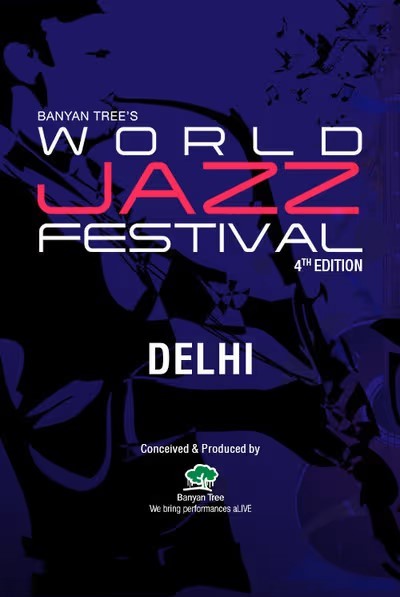 BANYAN TREE'S
WORLD
JAZZ
FESTIVAL
4TH EDITION
DELHI
Conceived & Produced by
Banyan Tree
We bring performances aLIVE